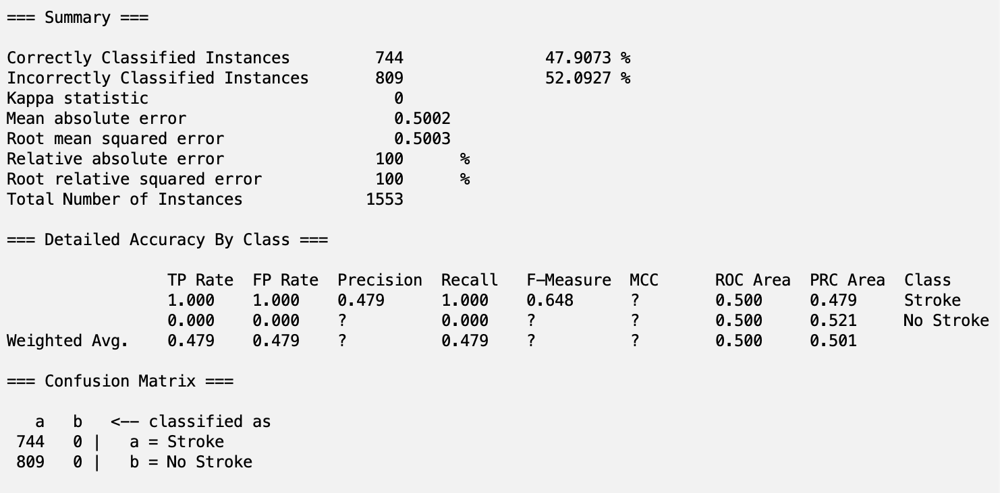 === Summary ===
Correctly Classified Instances 744 47.9073 %
Incorrectly Classified Instances 809 52.0927 %
Kappa statistic 0
Mean absolute error 0.5002
Root mean squared error 0.5003
Relative absolute error 100 %
Root relative squared error 100 %
Total Number of Instances 1553
=== Detailed Accuracy By Class ===
TP Rate FP Rate Precision Recall F-Measure MCC ROC Area PRC Area Class
1.000 1.000 0.479 1.000 0.648 ? 0.500 0.479 Stroke
0.000 0.000 ? 0.000 ? ? 0.500 0.521 No Stroke
Weighted Avg. 0.479 0.479 ? 0.479 ? ? 0.500 0.501
=== Confusion Matrix ===
a b <-- classified as
744 0 | a = Stroke
809 0 | b = No Stroke